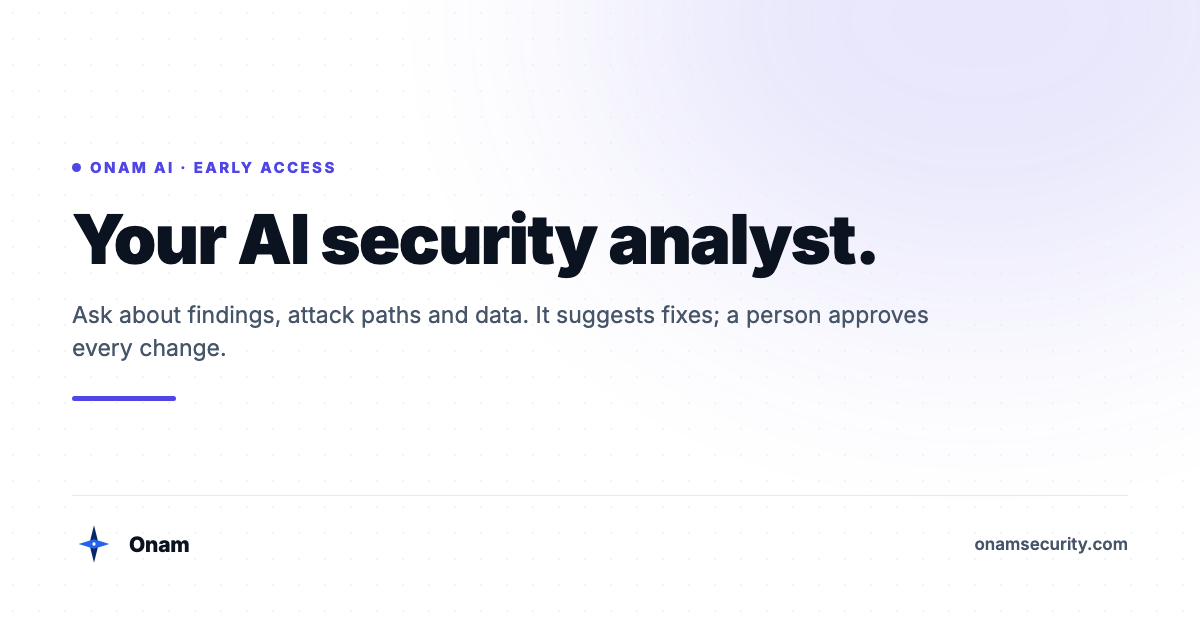 ONAM AI · EARLY ACCESS
Your AI security analyst.
Ask about findings, attack paths and data. It suggests fixes; a person approves
every change.
Onam
onamsecurity.com